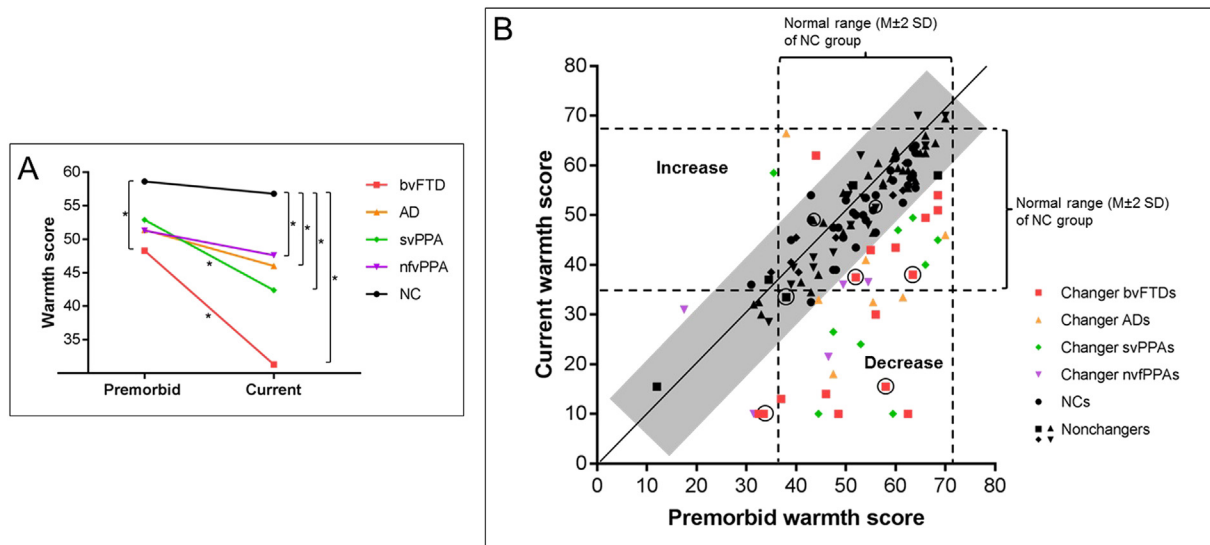 A
60
55
50
45
40
35
Warmth score
*
*
*
*
*
*
*
Premorbid
Current
bvFTD
AD
svPPA
nfvPPA
NC
B
Normal range (M±2 SD)
of NC group
80
70
60
50
40
30
20
10
0
Current warmth score
Increase
Decrease
Normal range (M±2 SD)
of NC group
0 10 20 30 40 50 60 70 80
Premorbid warmth score
Changer bvFTDs
Changer ADs
Changer svPPAs
Changer nvfPPAs
NCs
Nonchangers